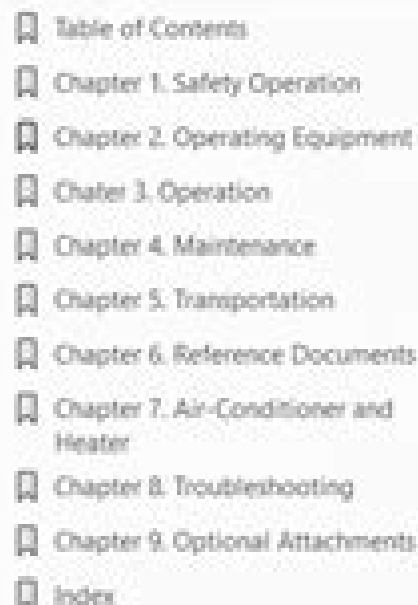 Table of Contents
Chapter 1. Safety Operation
Chapter 2. Operating Equipment
Chater 3. Operation
Chapter 4. Maintenance
Chapter 5. Transportation
Chapter 6. Reference Documents
Chapter 7. Air-Conditioner and
Heater
Chapter 8. Troubleshooting
Chapter 9. Optional Attachments
Index